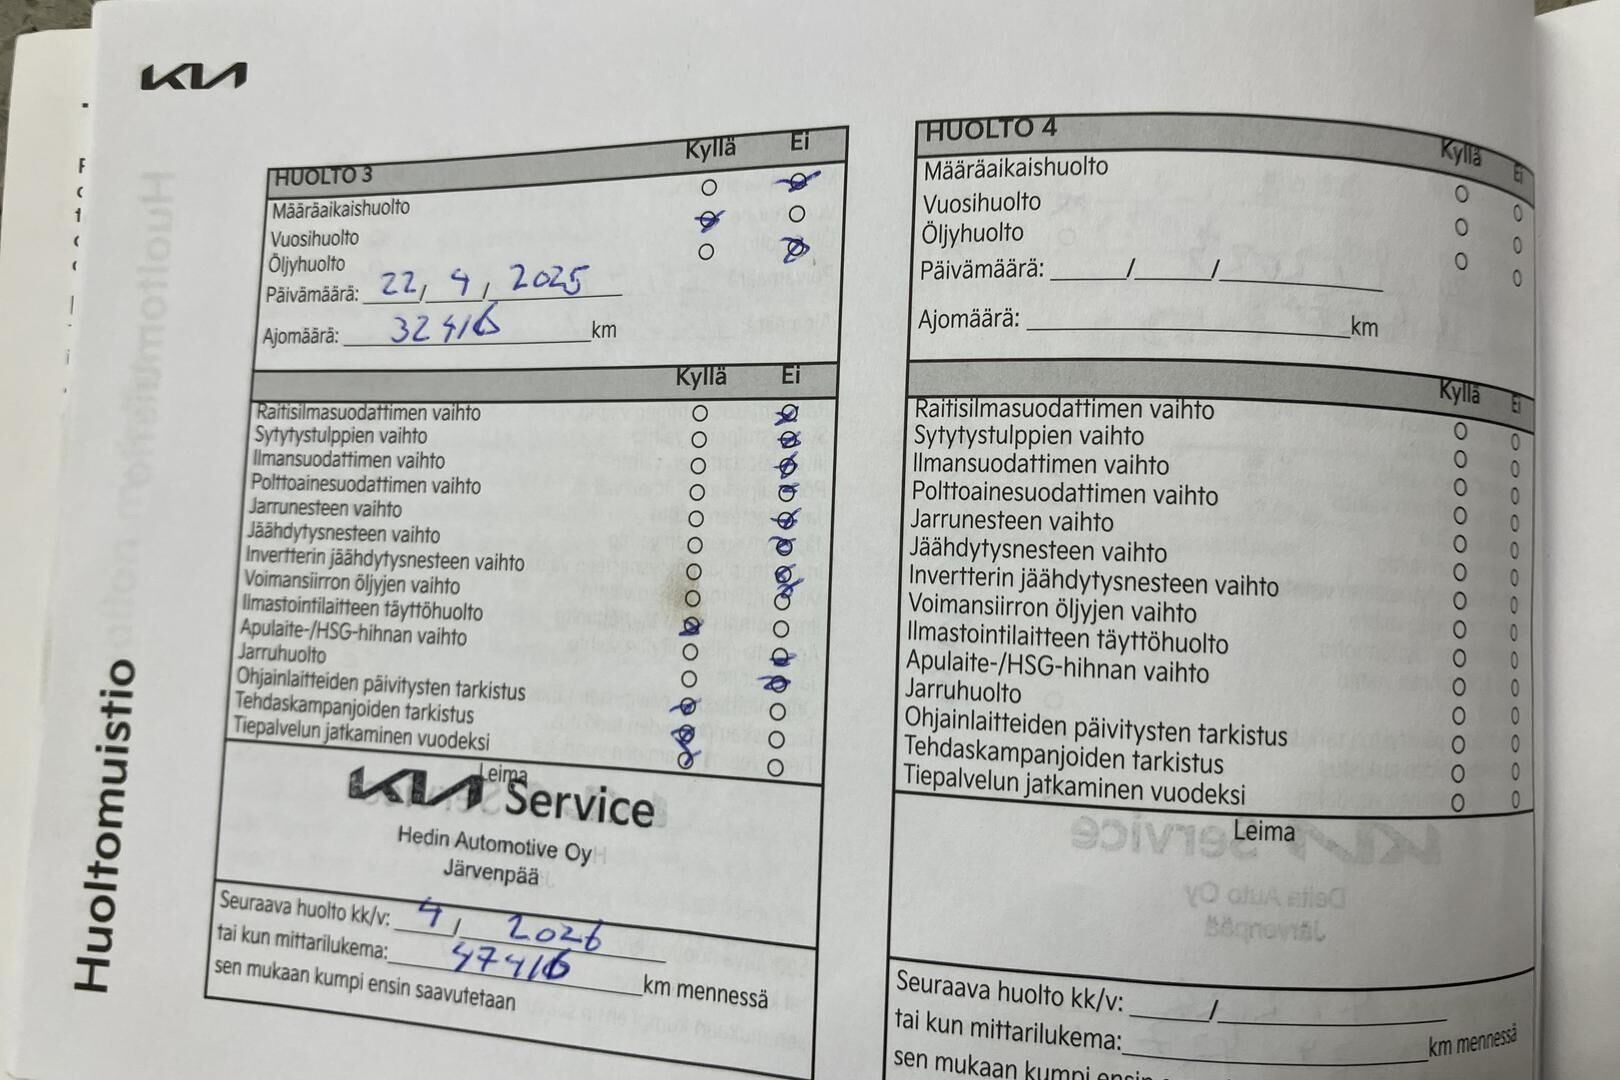 KIA
Huoltomuistio
HUOLTO 3 Kyllä Ei
Määräaikaishuolto
Vuosihuolto
Öljyhuolto
Päivämäärä: 22/4/2025
Ajomäärä: 32416 km
Kyllä Ei
Raitisilmasuodattimen vaihto
Sytytystulppien vaihto
Ilmansuodattimen vaihto
Polttoainesuodattimen vaihto
Jarrunesteen vaihto
Jäähdytysnesteen vaihto
Invertterin jäähdytysnesteen vaihto
Voimansiirron öljyjen vaihto
Ilmastointilaitteen täyttöhuolto
Apulaite-/HSG-hihnan vaihto
Jarruhuolto
Ohjainlaitteiden päivitysten tarkistus
Tehdaskampanjoiden tarkistus
Tiepalvelun jatkaminen vuodeksi
Leima
KIA Service
Hedin Automotive Oy
Järvenpää
Seuraava huolto kk/v: 4/2026
tai kun mittarilukema: 47416 km mennessä
sen mukaan kumpi ensin saavutetaan
HUOLTO 4 Kyllä Ei
Määräaikaishuolto
Vuosihuolto
Öljyhuolto
Päivämäärä: / /
Ajomäärä: km
Kyllä Ei
Raitisilmasuodattimen vaihto
Sytytystulppien vaihto
Ilmansuodattimen vaihto
Polttoainesuodattimen vaihto
Jarrunesteen vaihto
Jäähdytysnesteen vaihto
Invertterin jäähdytysnesteen vaihto
Voimansiirron öljyjen vaihto
Ilmastointilaitteen täyttöhuolto
Apulaite-/HSG-hihnan vaihto
Jarruhuolto
Ohjainlaitteiden päivitysten tarkistus
Tehdaskampanjoiden tarkistus
Tiepalvelun jatkaminen vuodeksi
Leima
Seuraava huolto kk/v: /
tai kun mittarilukema: km mennessä
sen mukaan kumpi ensin